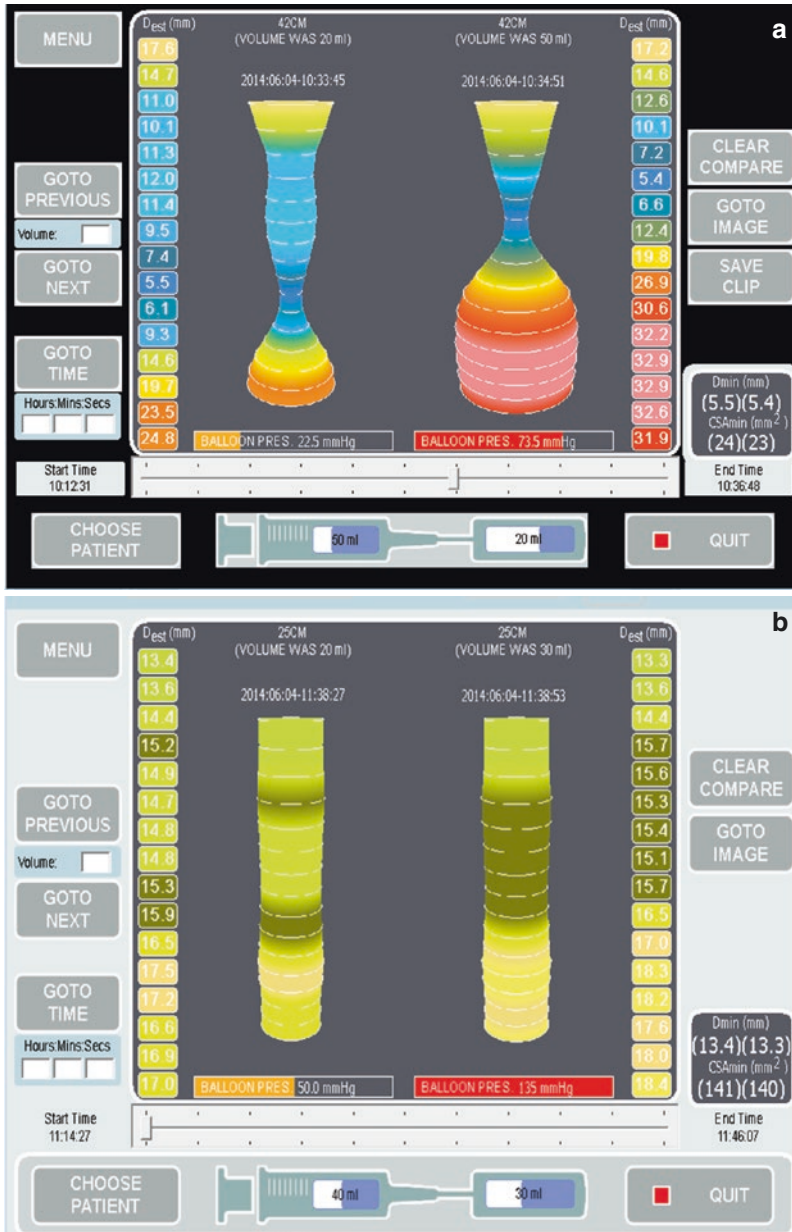 a
MENU
GOTO
PREVIOUS
Volume:
GOTO
NEXT
GOTO
TIME
Hours:Mins:Secs
Start Time
10:12:31
Dest (mm)
17.6
14.7
11.0
10.1
11.3
12.0
11.4
9.5
7.4
5.5
6.1
9.3
14.6
19.7
23.5
24.8
42CM
(VOLUME WAS 20 ml)
2014:06:04-10:33:45
BALLOON PRES. 22.5 mmHg
42CM
(VOLUME WAS 50 ml)
2014:06:04-10:34:51
BALLOON PRES. 73.5 mmHg
Dest (mm)
17.2
14.6
12.6
10.1
7.2
5.4
6.6
12.4
19.8
26.9
30.6
32.2
32.9
32.9
32.6
31.9
CLEAR
COMPARE
GOTO
IMAGE
SAVE
CLIP
Dmin (mm)
(5.5)(5.4)
CSAmin (mm²)
(24)(23)
End Time
10:36:48
CHOOSE
PATIENT
50 ml
20 ml
QUIT
b
MENU
GOTO
PREVIOUS
Volume:
GOTO
NEXT
GOTO
TIME
Hours:Mins:Secs
Start Time
11:14:27
Dest (mm)
13.4
13.6
14.4
15.2
14.9
14.7
14.8
14.8
15.3
15.9
16.5
17.5
17.2
16.6
16.9
17.0
25CM
(VOLUME WAS 20 ml)
2014:06:04-11:38:27
BALLOON PRES. 50.0 mmHg
25CM
(VOLUME WAS 30 ml)
2014:06:04-11:38:53
BALLOON PRES. 135 mmHg
Dest (mm)
13.3
13.6
14.4
15.7
15.6
15.3
15.4
15.1
15.7
16.5
17.0
18.3
18.2
17.6
18.0
18.4
CLEAR
COMPARE
GOTO
IMAGE
Dmin (mm)
(13.4)(13.3)
CSAmin (mm²)
(141)(140)
End Time
11:46:07
CHOOSE
PATIENT
40 ml
30 ml
QUIT